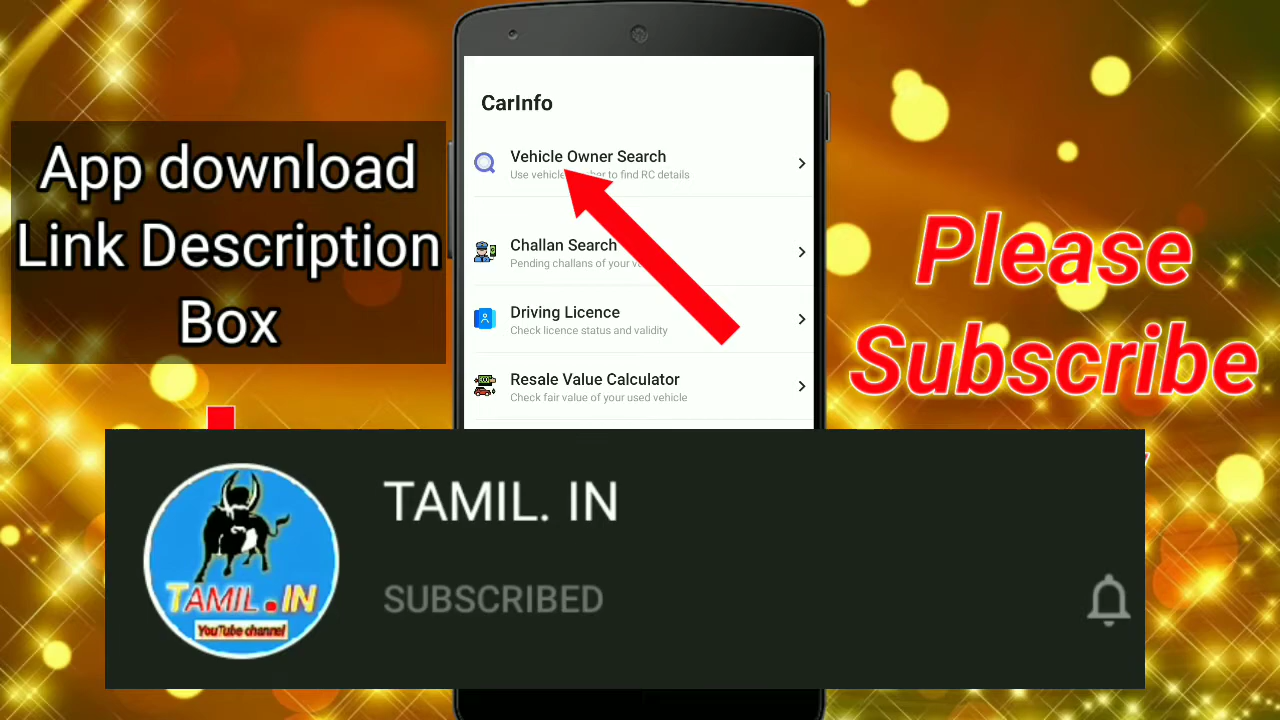 App download
Link Description
Box
CarInfo
Vehicle Owner Search
Use vehicle to find RC details
Challan Search
Pending challans of your
Driving Licence
Check licence status and validity
Resale Value Calculator
Check fair value of your used vehicle
Please
Subscribe
TAMIL. IN
SUBSCRIBED
TAMIL.IN
YouTube channel